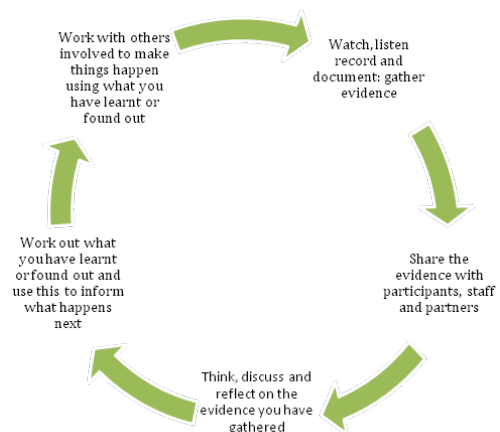 Work with others
involved to make
things happen
using what you
have learnt or
found out
Watch, listen
record and
document: gather
evidence
Share the
evidence with
participants, staff
and partners
Think, discuss and
reflect on the
evidence you have
gathered
Work out what
you have learnt
or found out and
use this to inform
what happens
next